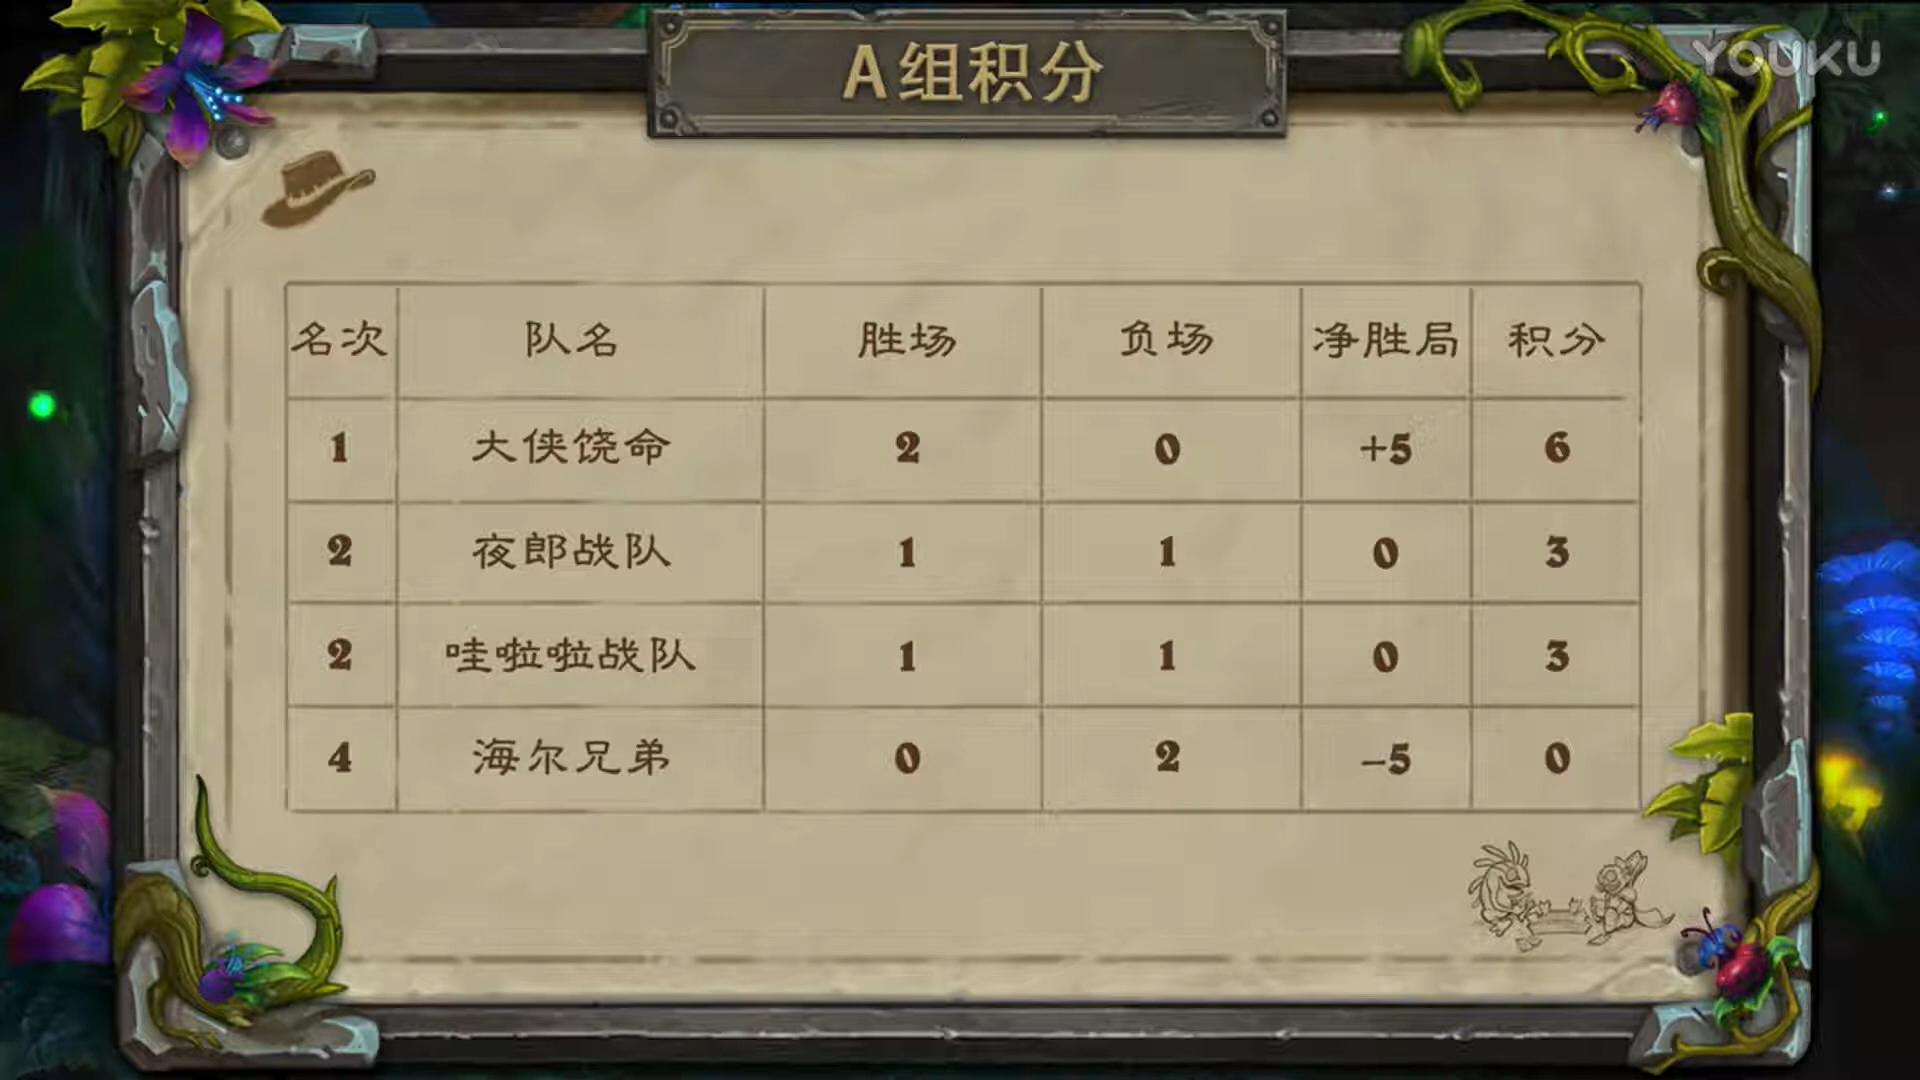 A组积分
YOUKU
名次 队名 胜场 负场 净胜局 积分
1 大侠饶命 2 0 +5 6
2 夜郎战队 1 1 0 3
2 哇啦啦战队 1 1 0 3
4 海尔兄弟 0 2 -5 0